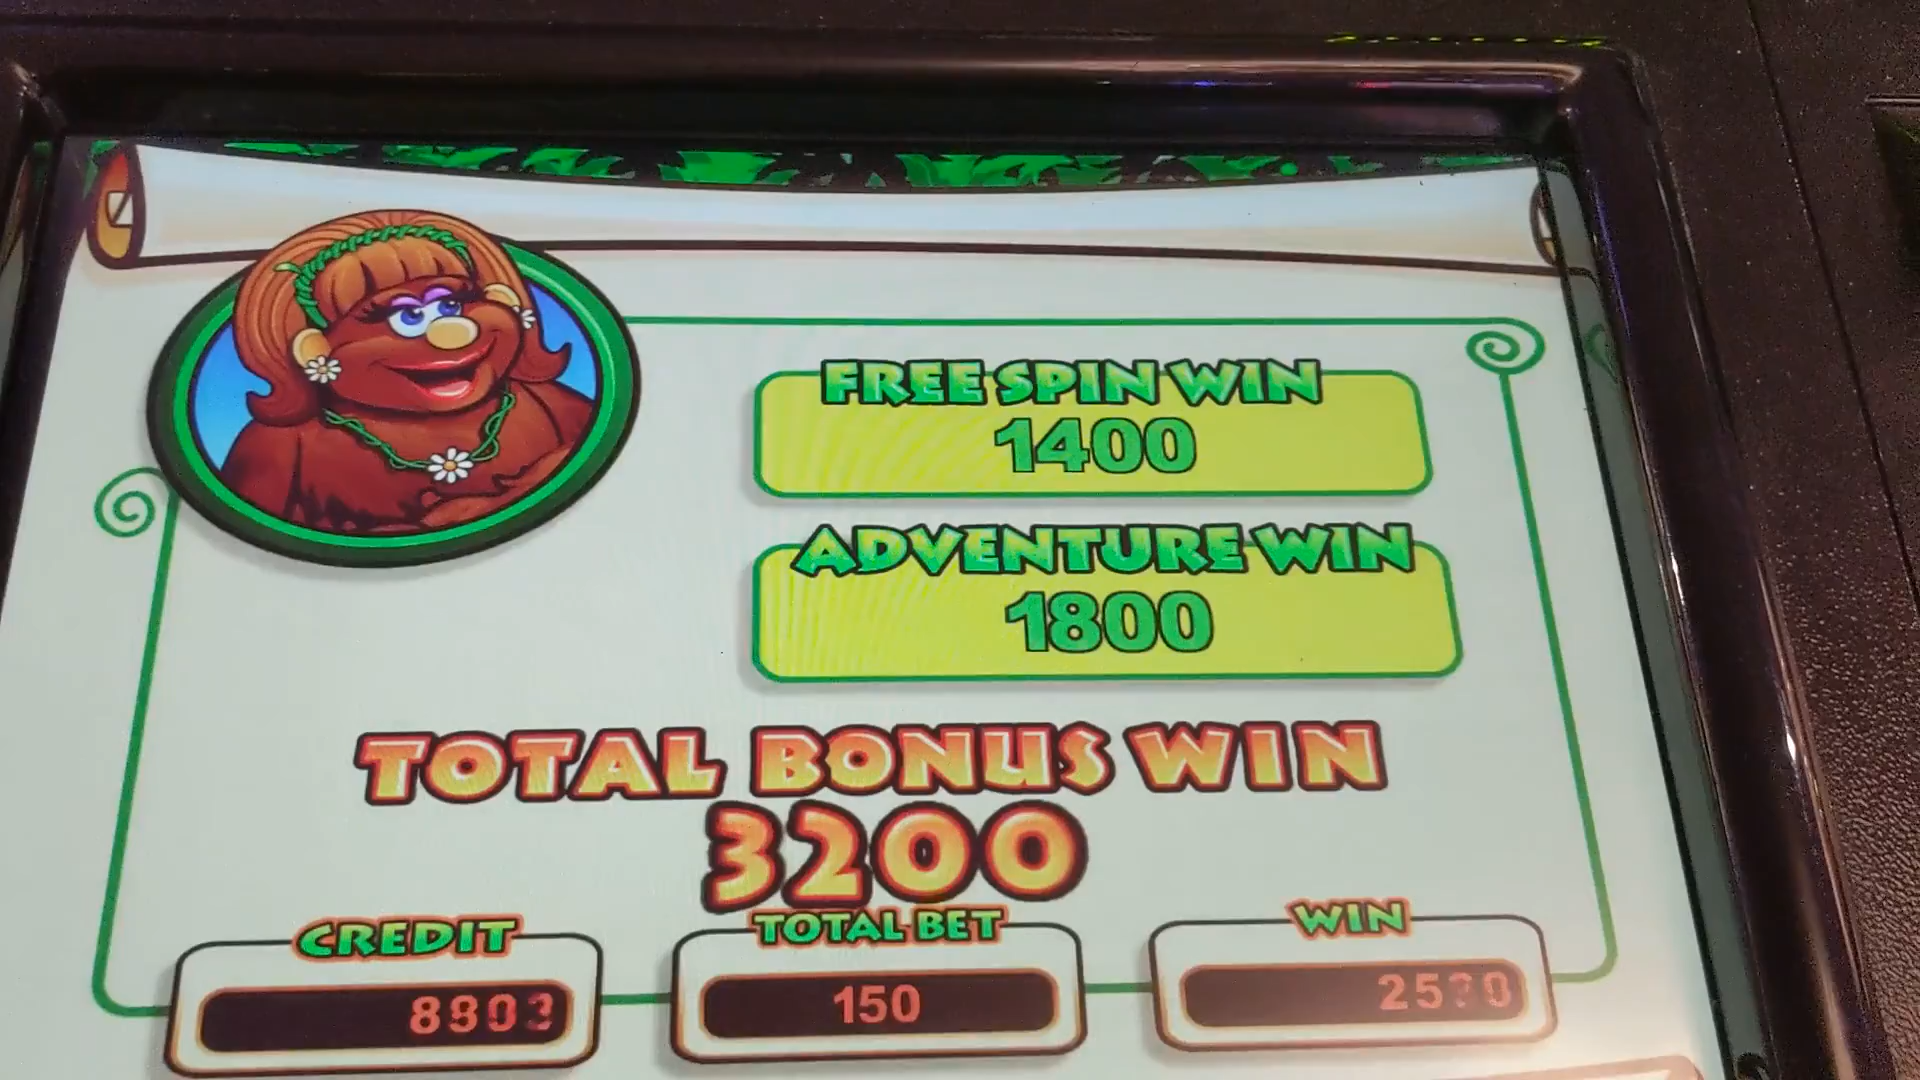 FREE SPIN WIN
1400
ADVENTURE WIN
1800
TOTAL BONUS WIN
3200
CREDIT
TOTAL BET
WIN
150